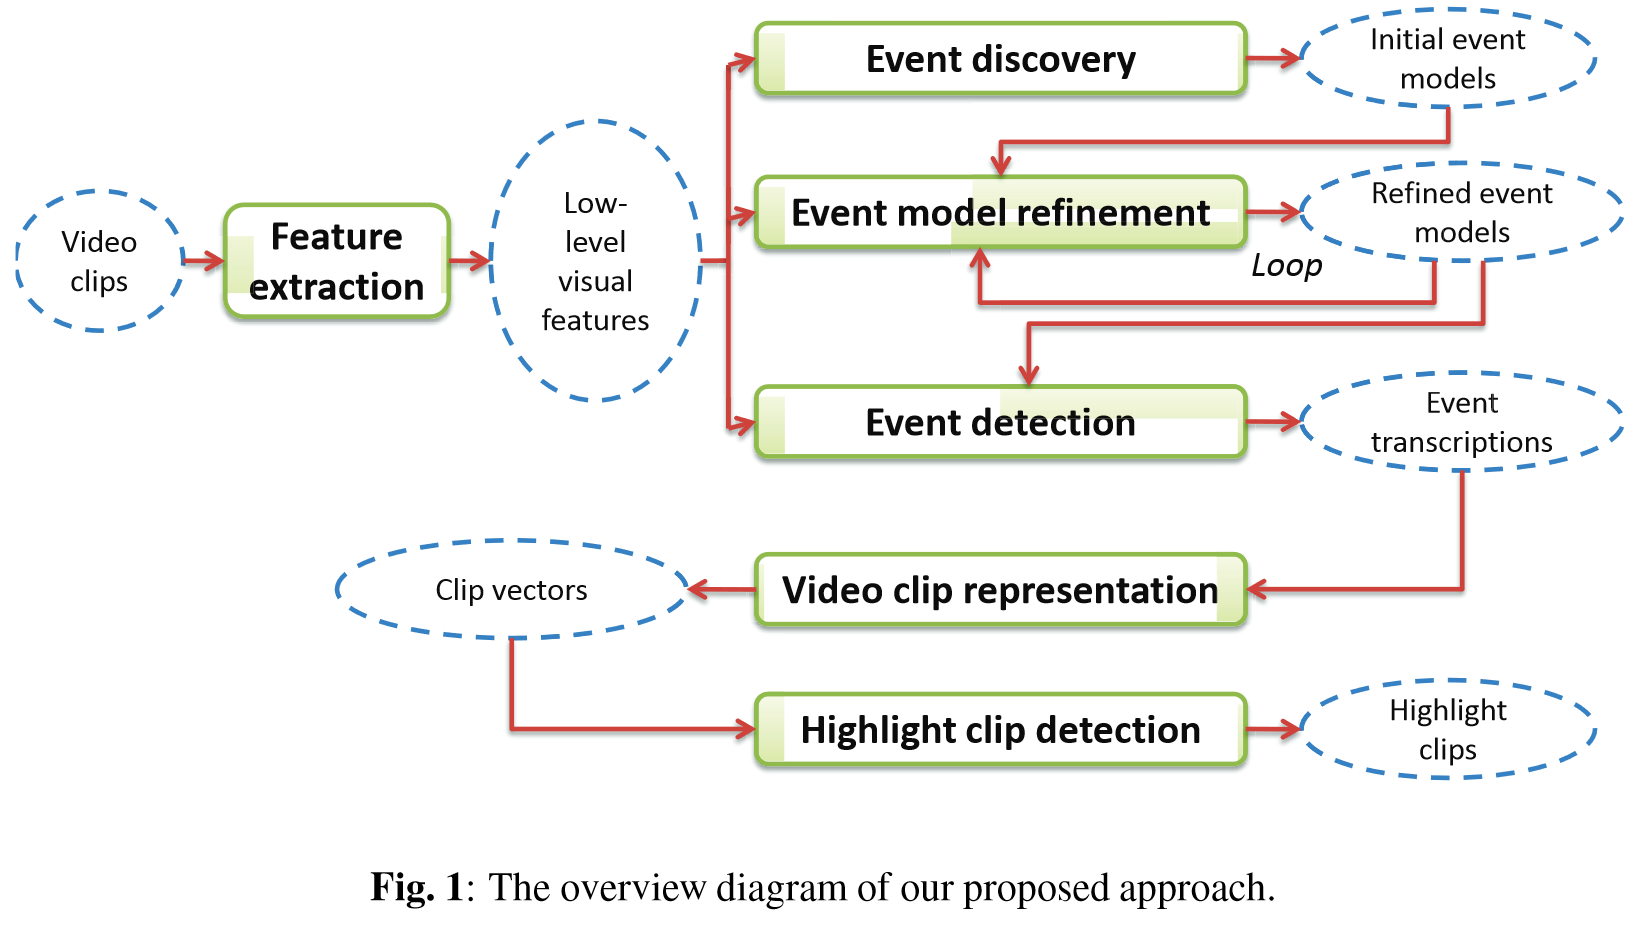 Video
clips
Feature
extraction
Low-
level
visual
features
Event discovery
Initial event
models
Event model refinement
Refined event
models
Loop
Event detection
Event
transcriptions
Video clip representation
Clip vectors
Highlight clip detection
Highlight
clips
Fig. 1: The overview diagram of our proposed approach.